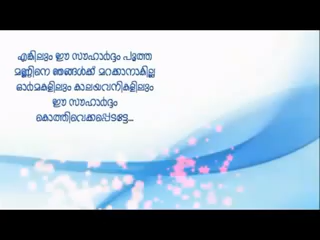 എങ്കിലും ഈ സൗഹാർദ്ദം പൂത്ത
മണ്ണിനെ ഞങ്ങൾക്ക് മറക്കാനാകില്ല
ഓർമകളിലും കാലയവനികളിലും
ഈ സൗഹാർദ്ദം
കൊത്തിവെക്കപ്പെടട്ടേ...